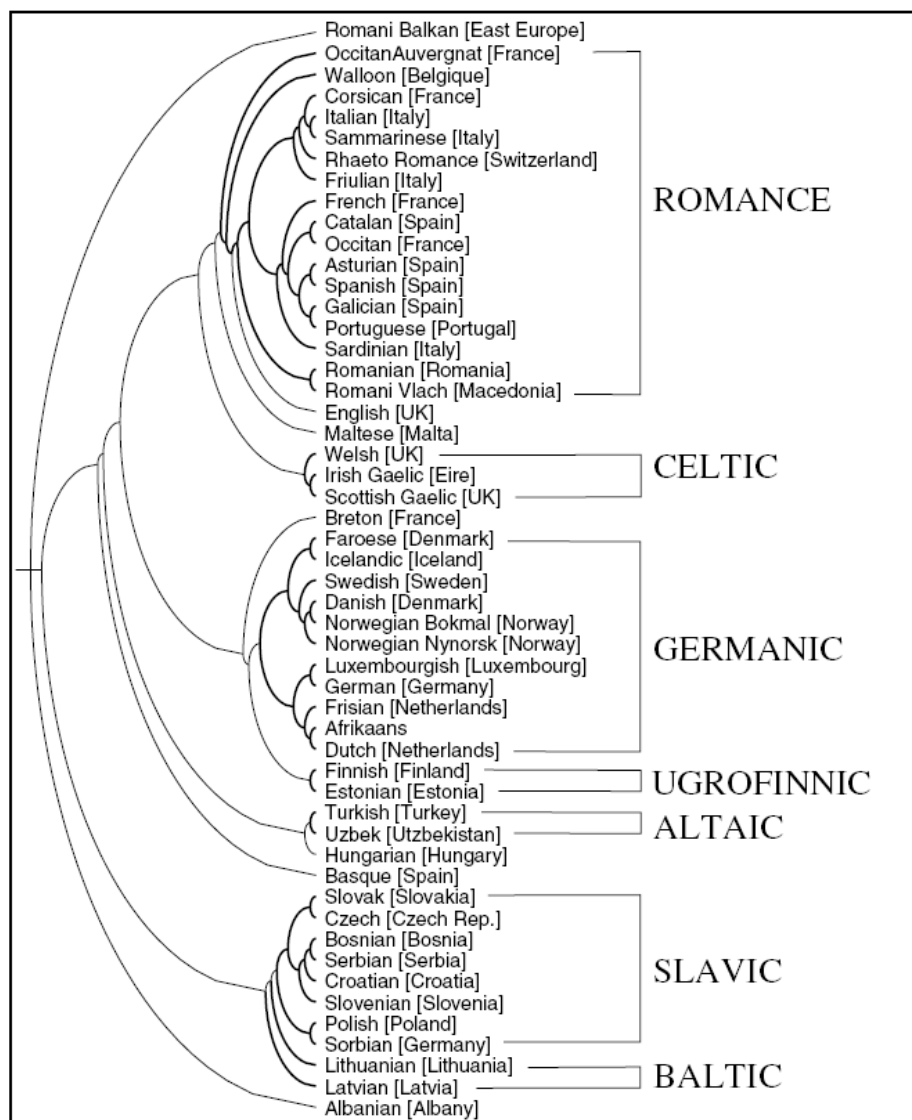 Romani Balkan [East Europe]
OccitanAuvergnat [France]
Walloon [Belgique]
Corsican [France]
Italian [Italy]
Sammarinese [Italy]
Rhaeto Romance [Switzerland]
Friulian [Italy]
French [France]
Catalan [Spain]
Occitan [France]
Asturian [Spain]
Spanish [Spain]
Galician [Spain]
Portuguese [Portugal]
Sardinian [Italy]
Romanian [Romania]
Romani Vlach [Macedonia]
ROMANCE
English [UK]
Maltese [Malta]
Welsh [UK]
Irish Gaelic [Eire]
Scottish Gaelic [UK]
CELTIC
Breton [France]
Faroese [Denmark]
Icelandic [Iceland]
Swedish [Sweden]
Danish [Denmark]
Norwegian Bokmal [Norway]
Norwegian Nynorsk [Norway]
Luxembourgish [Luxembourg]
German [Germany]
Frisian [Netherlands]
Afrikaans
Dutch [Netherlands]
GERMANIC
Finnish [Finland]
Estonian [Estonia]
UGROFINNIC
Turkish [Turkey]
Uzbek [Utzbekistan]
ALTAIC
Hungarian [Hungary]
Basque [Spain]
Slovak [Slovakia]
Czech [Czech Rep.]
Bosnian [Bosnia]
Serbian [Serbia]
Croatian [Croatia]
Slovenian [Slovenia]
Polish [Poland]
Sorbian [Germany]
SLAVIC
Lithuanian [Lithuania]
Latvian [Latvia]
BALTIC
Albanian [Albany]